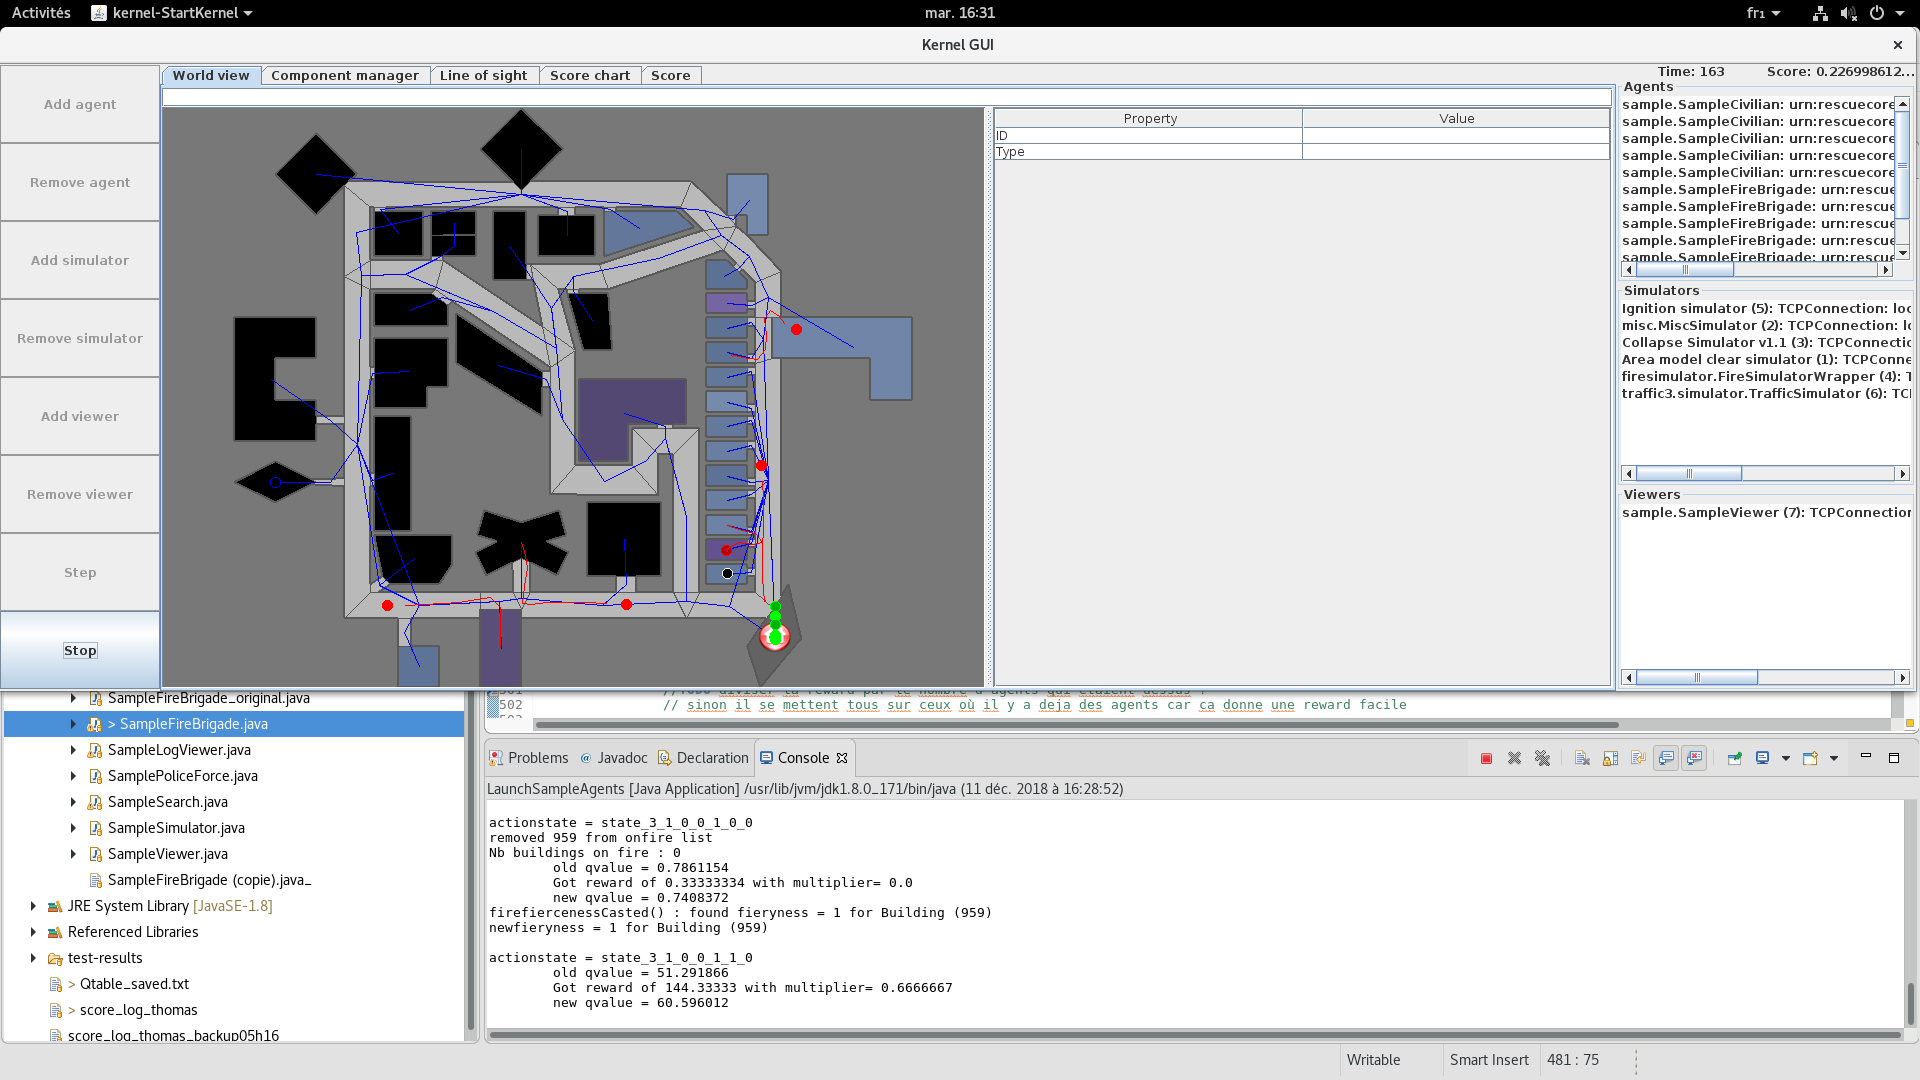 Activités
kernel-StartKernel
mar. 16:31
fr₁
Kernel GUI
Add agent
Remove agent
Add simulator
Remove simulator
Add viewer
Remove viewer
Step
Stop
World view
Component manager
Line of sight
Score chart
Score
Property
Value
ID
Type
Time: 163
Score: 0.226998612...
Agents
sample.SampleCivilian: urn:rescuecore
sample.SampleCivilian: urn:rescuecore
sample.SampleCivilian: urn:rescuecore
sample.SampleCivilian: urn:rescuecore
sample.SampleCivilian: urn:rescuecore
sample.SampleFireBrigade: urn:rescue
sample.SampleFireBrigade: urn:rescue
sample.SampleFireBrigade: urn:rescue
sample.SampleFireBrigade: urn:rescue
sample.SampleFireBrigade: urn:rescue
Simulators
Ignition simulator (5): TCPConnection: loc
misc.MiscSimulator (2): TCPConnection: l
Collapse Simulator v1.1 (3): TCPConnectio
Area model clear simulator (1): TCPConne
firesimulator.FireSimulatorWrapper (4): T
traffic3.simulator.TrafficSimulator (6): TC
Viewers
sample.SampleViewer (7): TCPConnection
SampleFireBrigade_original.java
> SampleFireBrigade.java
SampleLogViewer.java
SamplePoliceForce.java
SampleSearch.java
SampleSimulator.java
SampleViewer.java
SampleFireBrigade (copie).java_
JRE System Library [JavaSE-1.8]
Referenced Libraries
test-results
> Qtable_saved.txt
> score_log_thomas
score_log_thomas_backup05h16
//TODO diviser la reward par le nombre d'agents qui étaient dessus !
502
// sinon il se mettent tous sur ceux où il y a deja des agents car ca donne une reward facile
Problems
@ Javadoc
Declaration
Console
LaunchSampleAgents [Java Application] /usr/lib/jvm/jdk1.8.0_171/bin/java (11 déc. 2018 à 16:28:52)
actionstate = state_3_1_0_0_1_0_0
removed 959 from onfire list
Nb buildings on fire : 0
old qvalue = 0.7861154
Got reward of 0.33333334 with multiplier= 0.0
new qvalue = 0.7408372
firefiercenessCasted() : found fieryness = 1 for Building (959)
newfieryness = 1 for Building (959)
actionstate = state_3_1_0_0_1_1_0
old qvalue = 51.291866
Got reward of 144.33333 with multiplier= 0.6666667
new qvalue = 60.596012
Writable
Smart Insert
481 : 75